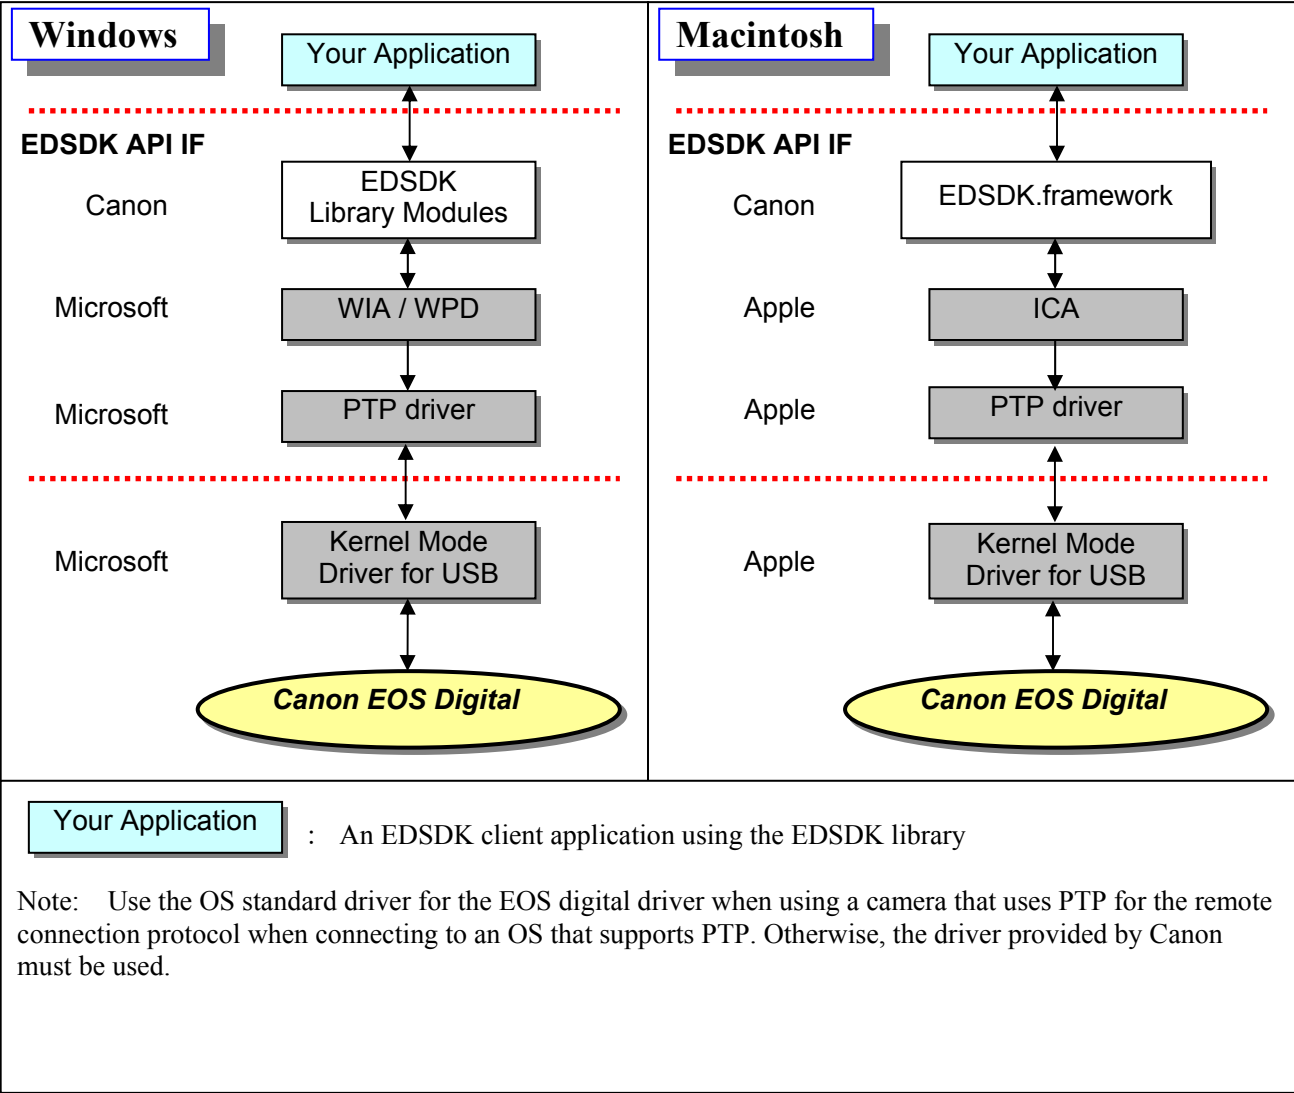 Windows
Your Application
EDSDK API IF
Canon
EDSDK
Library Modules
Microsoft
WIA / WPD
Microsoft
PTP driver
Microsoft
Kernel Mode
Driver for USB
Canon EOS Digital
Macintosh
Your Application
EDSDK API IF
Canon
EDSDK.framework
Apple
ICA
Apple
PTP driver
Apple
Kernel Mode
Driver for USB
Canon EOS Digital
Your Application : An EDSDK client application using the EDSDK library
Note: Use the OS standard driver for the EOS digital driver when using a camera that uses PTP for the remote
connection protocol when connecting to an OS that supports PTP. Otherwise, the driver provided by Canon
must be used.